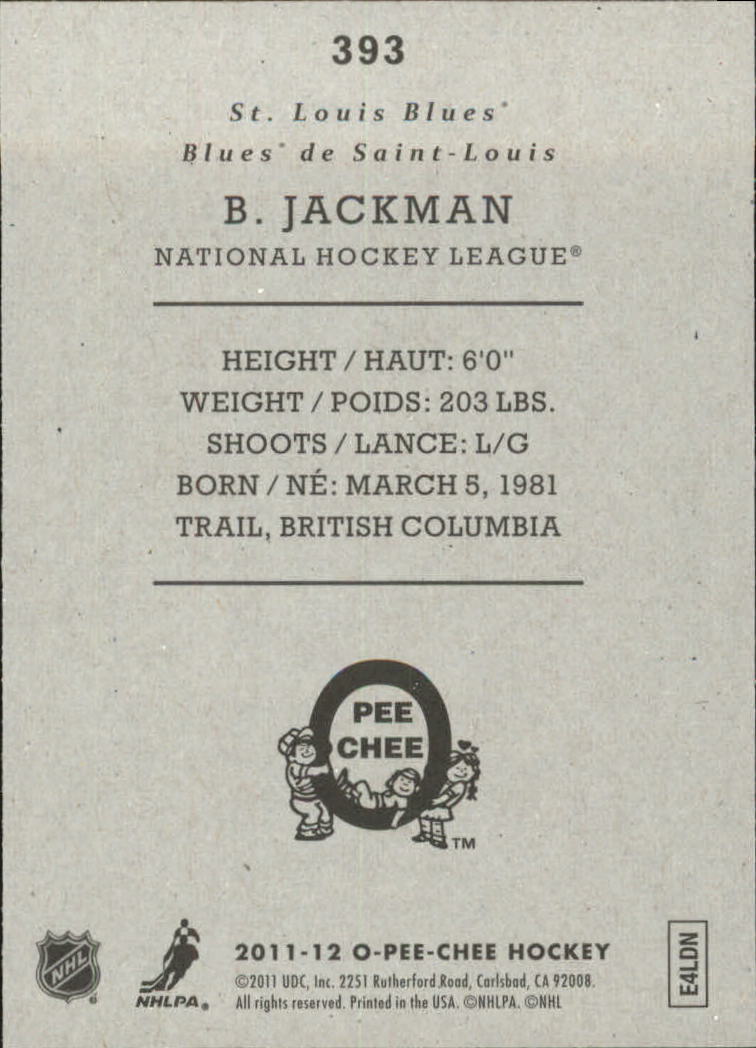 393
St. Louis Blues*
Blues* de Saint-Louis
B. JACKMAN
NATIONAL HOCKEY LEAGUE®
HEIGHT / HAUT: 6'0"
WEIGHT / POIDS: 203 LBS.
SHOOTS / LANCE: L/G
BORN / NÉ: MARCH 5, 1981
TRAIL, BRITISH COLUMBIA
O
PEE
CHEE
TM
NHL
NHLPA
2011-12 O-PEE-CHEE HOCKEY
©2011 UDC, Inc. 2251 Rutherford Road, Carlsbad, CA 92008.
All rights reserved. Printed in the USA. ©NHLPA. ©NHL
E4LDN